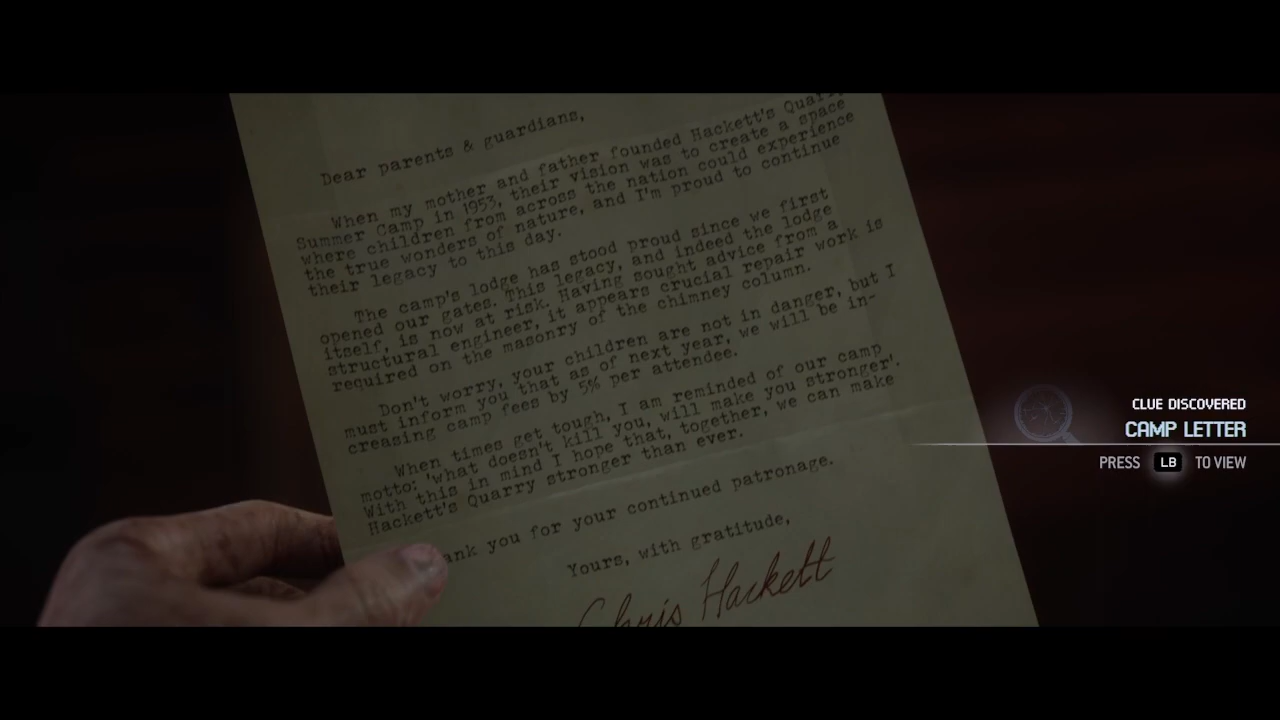 Dear parents & guardians,
When my mother and father founded Hackett's Quarry
Summer Camp in 1953, their vision was to create a space
where children from across the nation could experience
the true wonders of nature, and I'm proud to continue
their legacy to this day.
The camp's lodge has stood proud since we first
opened our gates. This legacy, and indeed the lodge
itself, is now at risk. Having sought advice from a
structural engineer, it appears crucial repair work is
required on the masonry of the chimney column.
Don't worry, your children are not in danger, but I
must inform you that as of next year, we will be in-
creasing camp fees by 5% per attendee.
When times get tough, I am reminded of our camp
motto: 'what doesn't kill you, will make you stronger'.
With this in mind I hope that, together, we can make
Hackett's Quarry stronger than ever.
ank you for your continued patronage.
Yours, with gratitude,
Chris Hackett
CLUE DISCOVERED
CAMP LETTER
PRESS LB TO VIEW